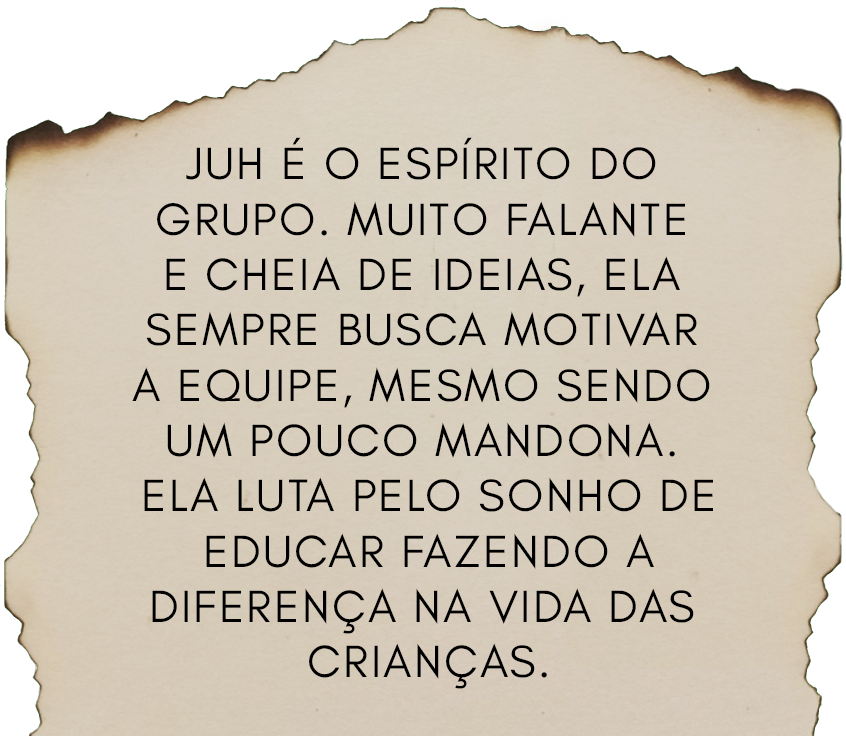 JUH É O ESPÍRITO DO
GRUPO. MUITO FALANTE
E CHEIA DE IDEIAS, ELA
SEMPRE BUSCA MOTIVAR
A EQUIPE, MESMO SENDO
UM POUCO MANDONA.
ELA LUTA PELO SONHO DE
EDUCAR FAZENDO A
DIFERENÇA NA VIDA DAS
CRIANÇAS.